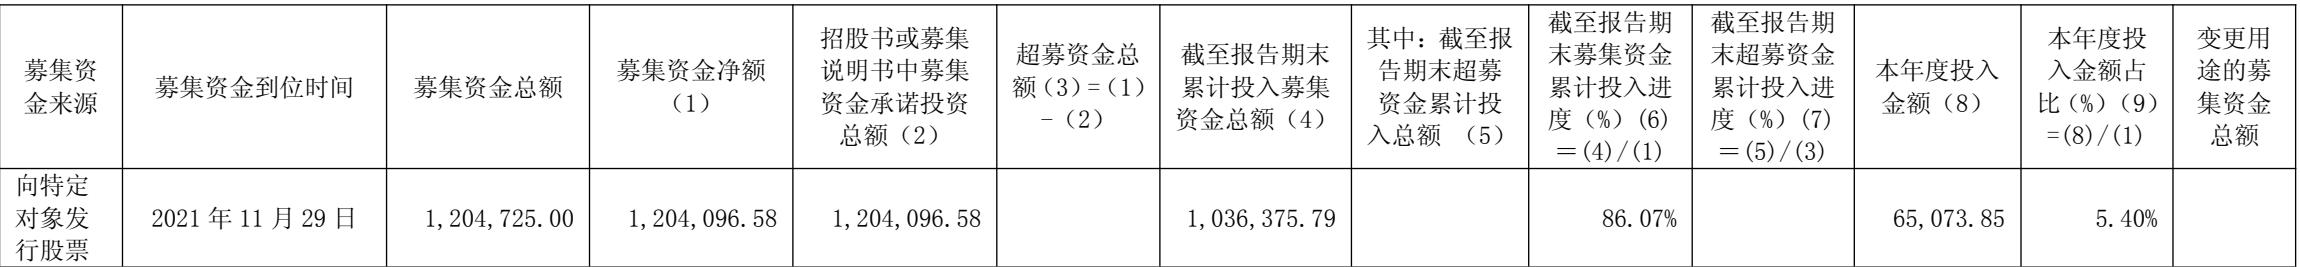 募集资
金来源
募集资金到位时间
募集资金总额
募集资金净额
（1）
招股书或募集
说明书中募集
资金承诺投资
总额（2）
超募资金总
额(3)=(1)
-（2）
截至报告期末
累计投入募集
资金总额（4）
其中：截至报
告期末超募
资金累计投
入总额 （5）
截至报告期
末募集资金
累计投入进
度（%）(6)
＝(4)/(1)
截至报告期
末超募资金
累计投入进
度（%）(7)
＝(5)/(3)
本年度投入
金额（8）
本年度投
入金额占
比(%)（9）
=(8)/(1)
变更用
途的募
集资金
总额
向特定
对象发
行股票
2021 年 11 月 29 日
1,204,725.00
1,204,096.58
1,204,096.58
1,036,375.79
86.07%
65,073.85
5.40%